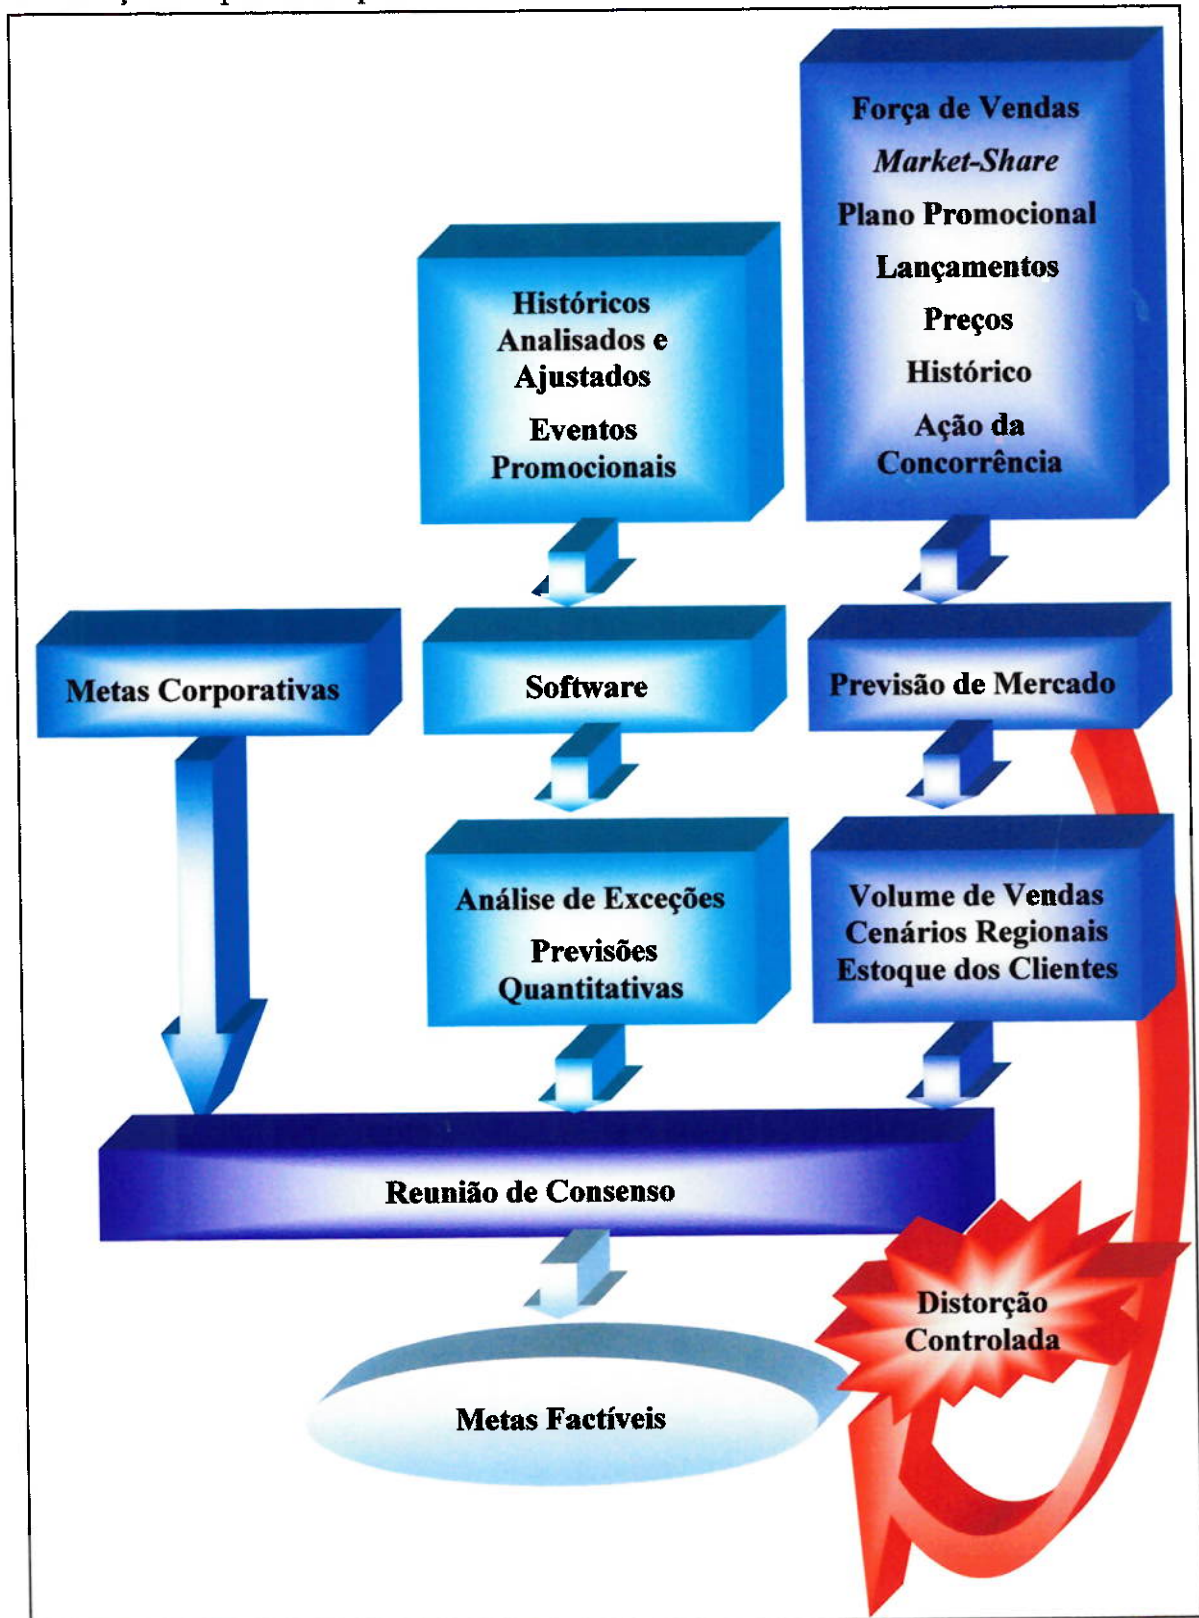 Força de Vendas
Market-Share
Plano Promocional
Lançamentos
Preços
Histórico
Ação da
Concorrência
Históricos
Analisados e
Ajustados
Eventos
Promocionais
Metas Corporativas
Software
Previsão de Mercado
Análise de Exceções
Previsões
Quantitativas
Volume de Vendas
Cenários Regionais
Estoque dos Clientes
Reunião de Consenso
Distorção
Controlada
Metas Factíveis